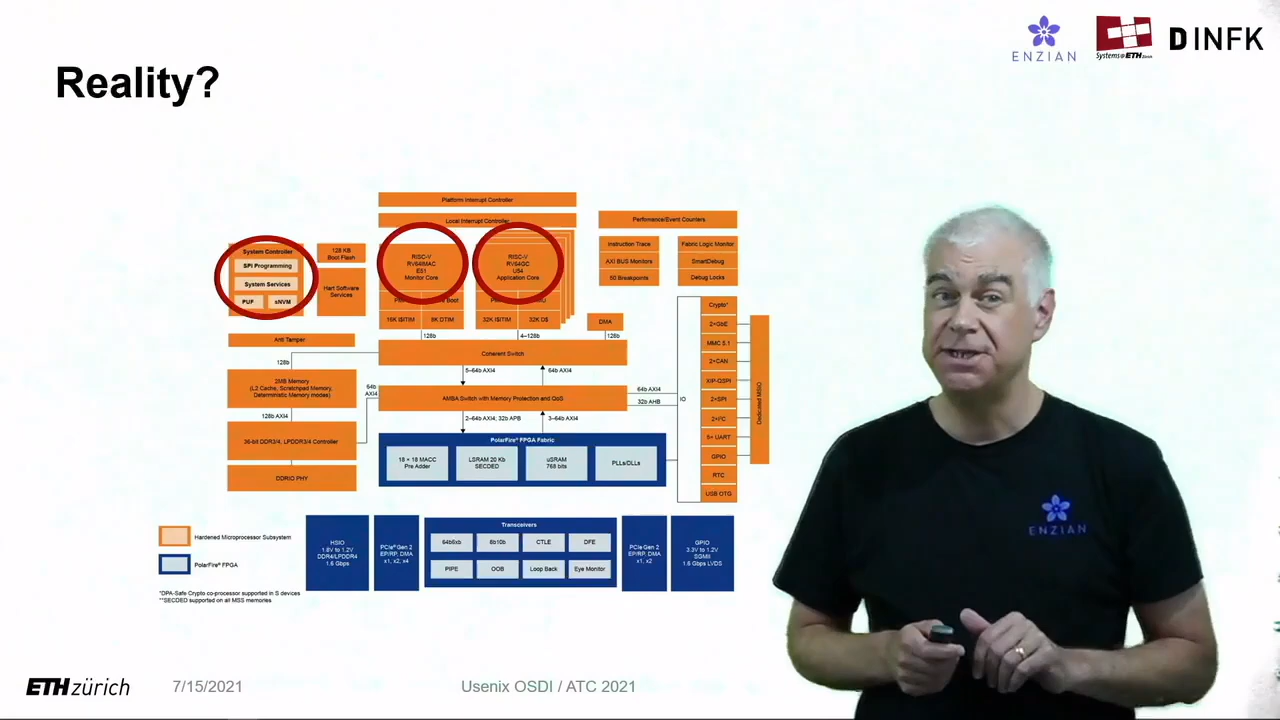 ENZIAN
Systems@ETH Zürich
D INFK
Reality?
Platform Interrupt Controller
Local Interrupt Controller
Performance/Event Counters
System Controller
SPI Programming
System Services
PUF
sNVM
128 KB
Boot Flash
Hart Software
Services
RISC-V
RV64IMAC
E51
Monitor Core
Boot
16K I$/TIM
8K DTIM
RISC-V
RV64GC
U54
Application Core
32K I$/TIM
32K D$
Instruction Trace
AXI BUS Monitors
50 Breakpoints
Fabric Logic Monitor
SmartDebug
Debug Locks
DMA
Anti Tamper
128b
4–128b
128b
Coherent Switch
128b
2MB Memory
(L2 Cache, Scratchpad Memory,
Deterministic Memory modes)
64b
AXI4
5–64b AXI4
64b AXI4
AMBA Switch with Memory Protection and QoS
64b AXI4
32b AHB
128b AXI4
2–64b AXI4, 32b APB
3–64b AXI4
36-bit DDR3/4, LPDDR3/4 Controller
DDRIO PHY
PolarFire® FPGA Fabric
18 × 18 MACC
Pre Adder
LSRAM 20 Kb
SECDED
uSRAM
768 bits
PLLs/DLLs
IO
Crypto*
2×GbE
MMC 5.1
2×CAN
XIP-QSPI
2×SPI
2×I²C
5× UART
GPIO
RTC
USB OTG
Dedicated MSIO
Hardened Microprocessor Subsystem
PolarFire® FPGA
HSIO
1.8V to 1.2V
DDR4/LPDDR4
1.6 Gbps
PCIe® Gen 2
EP/RP, DMA
x1, x2, x4
Transceivers
64b6xb
8b10b
CTLE
DFE
PIPE
OOB
Loop Back
Eye Monitor
PCIe Gen 2
EP/RP, DMA
x1, x2
GPIO
3.3V to 1.2V
SGMII
1.6 Gbps LVDS
*DPA-Safe Crypto co-processor supported in S devices
**SECDED supported on all MSS memories
ENZIAN
ETH zürich
7/15/2021
Usenix OSDI / ATC 2021